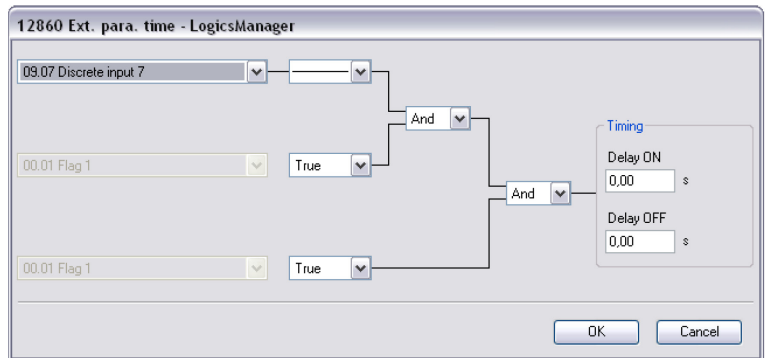 12860 Ext. para. time - LogicsManager
09.07 Discrete input 7
And
Timing
Delay ON
00.01 Flag 1 True
0,00 s
And
Delay OFF
0,00 s
00.01 Flag 1 True
OK Cancel